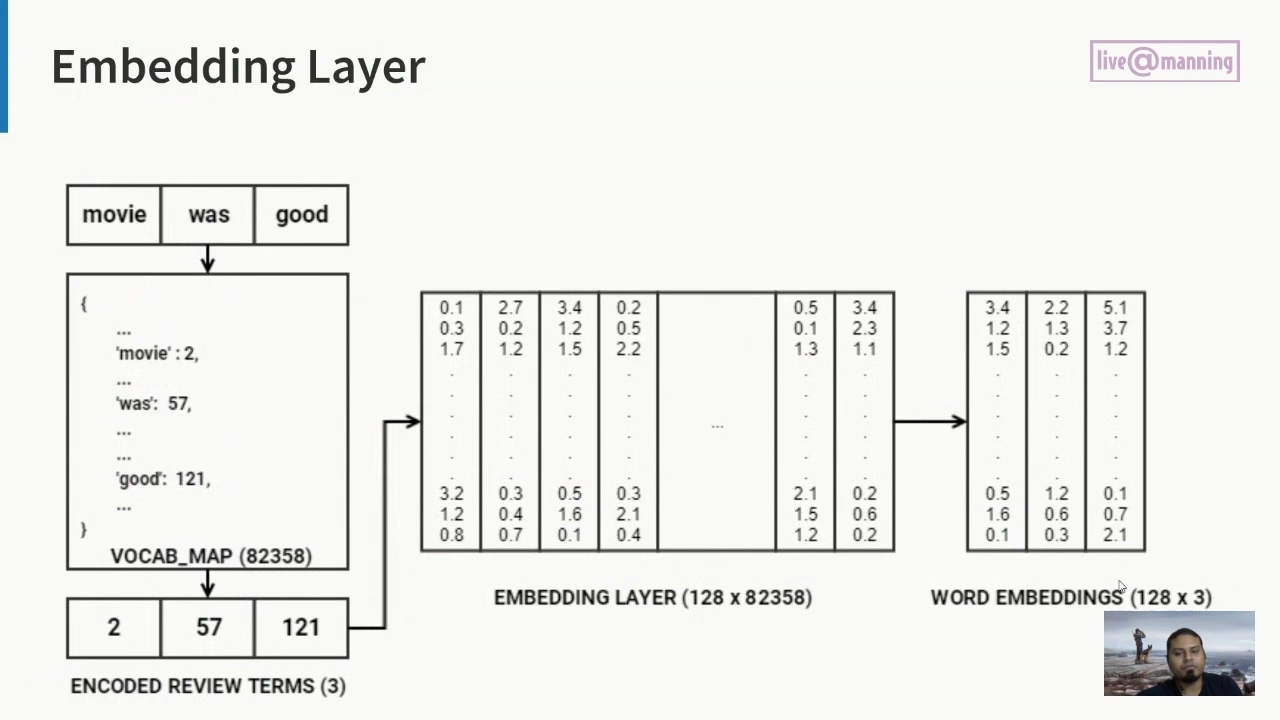 Embedding Layer
live@manning
movie was good
{
...
'movie' : 2,
...
'was': 57,
...
...
'good': 121,
...
}
VOCAB_MAP (82358)
2 57 121
ENCODED REVIEW TERMS (3)
0.1 2.7 3.4 0.2 0.5 3.4
0.3 0.2 1.2 0.5 0.1 2.3
1.7 1.2 1.5 2.2 1.3 1.1
. . . . . .
. . . . . .
. . . . ... . .
. . . . . .
. . . . . .
. . . . . .
3.2 0.3 0.5 0.3 2.1 0.2
1.2 0.4 1.6 2.1 1.5 0.6
0.8 0.7 0.1 0.4 1.2 0.2
EMBEDDING LAYER (128 x 82358)
3.4 2.2 5.1
1.2 1.3 3.7
1.5 0.2 1.2
. . .
. . .
. . .
. . .
. . .
. . .
0.5 1.2 0.1
1.6 0.6 0.7
0.1 0.3 2.1
WORD EMBEDDINGS (128 x 3)